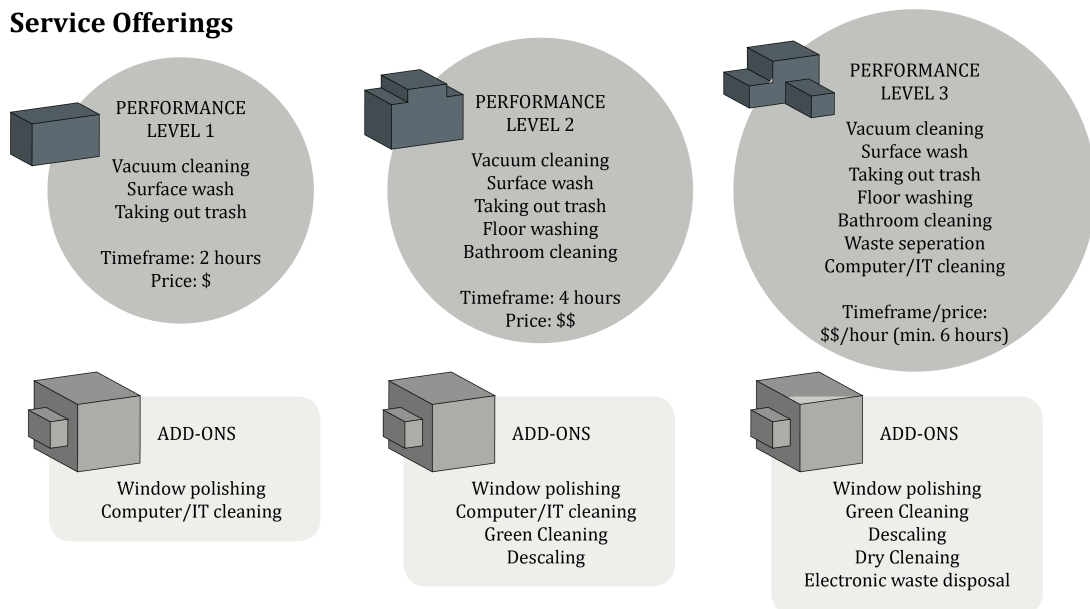 Service Offerings
PERFORMANCE
LEVEL 1
Vacuum cleaning
Surface wash
Taking out trash
Timeframe: 2 hours
Price: $
PERFORMANCE
LEVEL 2
Vacuum cleaning
Surface wash
Taking out trash
Floor washing
Bathroom cleaning
Timeframe: 4 hours
Price: $$
PERFORMANCE
LEVEL 3
Vacuum cleaning
Surface wash
Taking out trash
Floor washing
Bathroom cleaning
Waste seperation
Computer/IT cleaning
Timeframe/price:
$$/hour (min. 6 hours)
ADD-ONS
Window polishing
Computer/IT cleaning
ADD-ONS
Window polishing
Computer/IT cleaning
Green Cleaning
Descaling
ADD-ONS
Window polishing
Green Cleaning
Descaling
Dry Clenaing
Electronic waste disposal